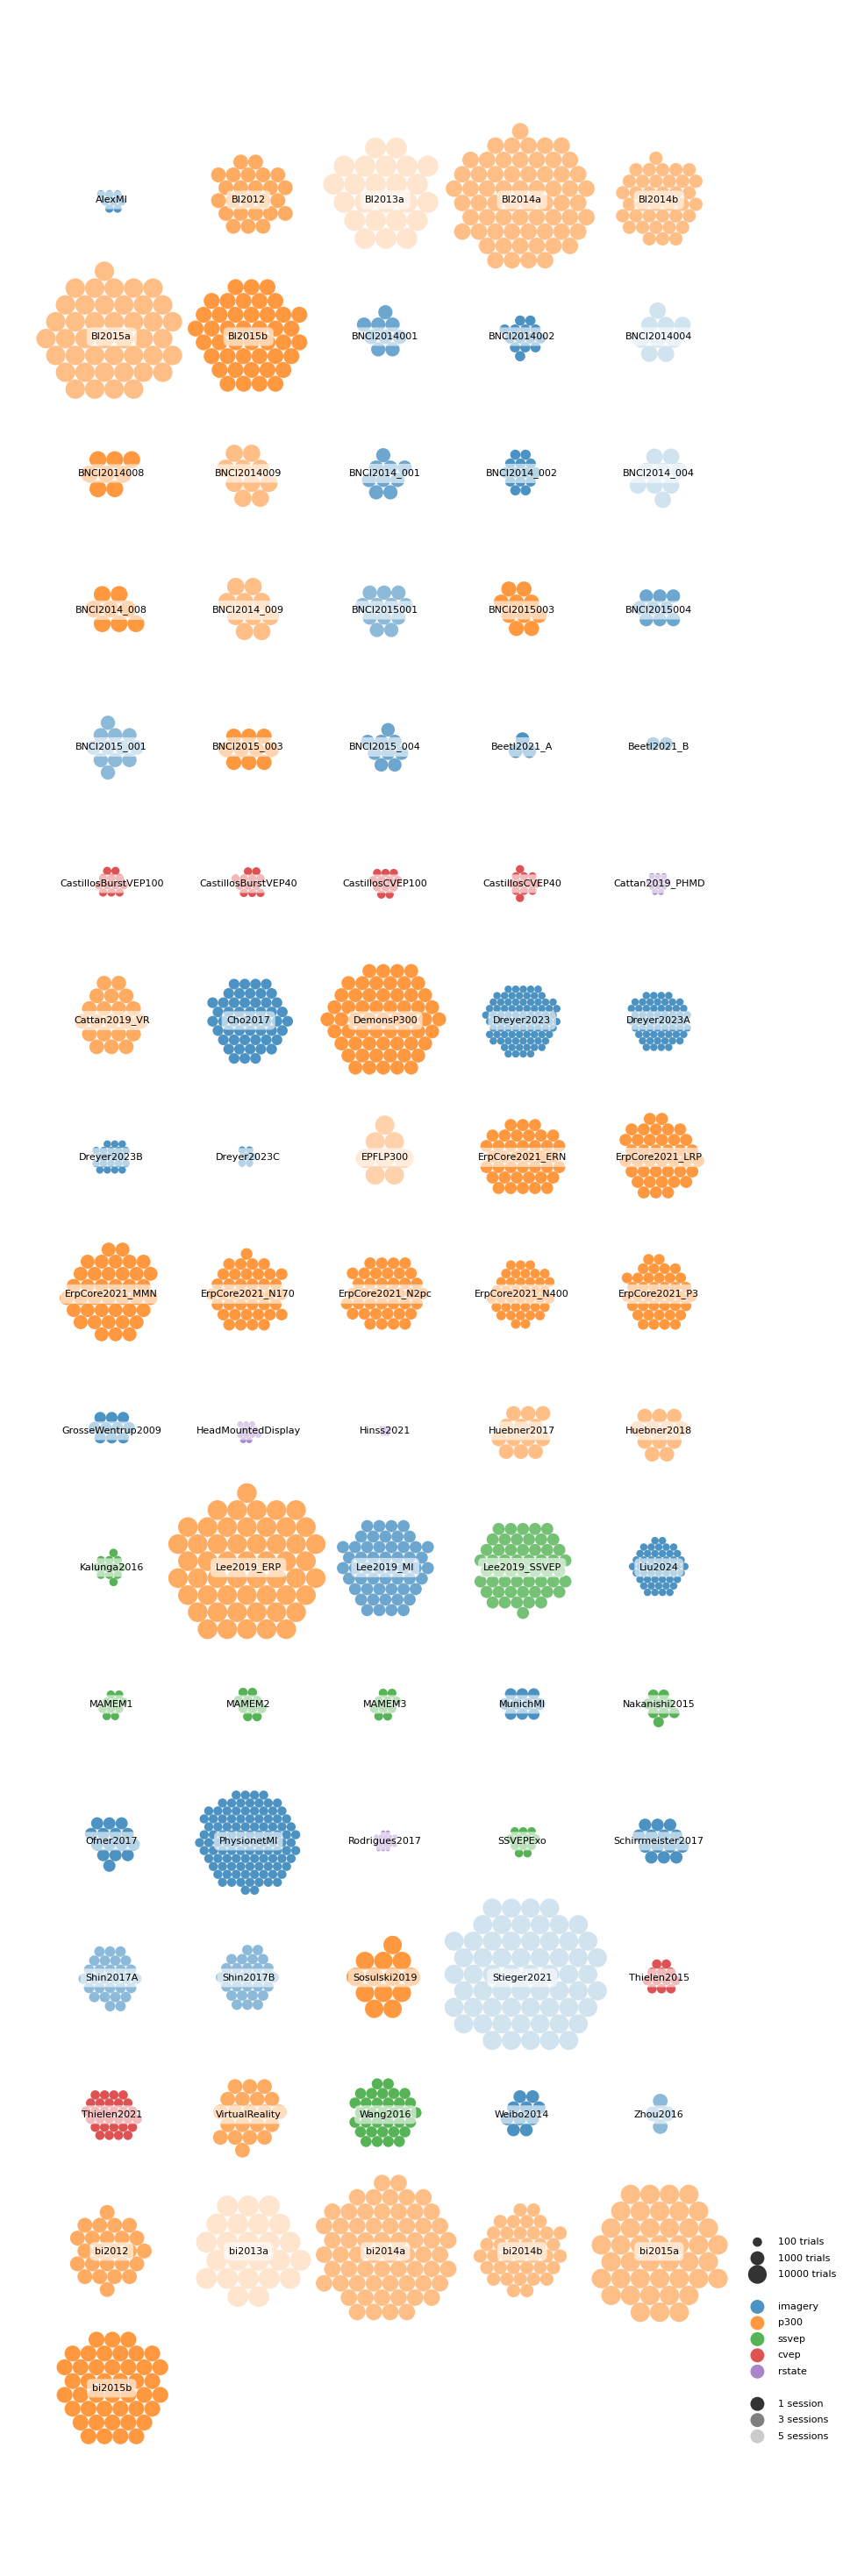 AlexMI
BI2012
BI2013a
BI2014a
BI2014b
BI2015a
BI2015b
BNCI2014001
BNCI2014002
BNCI2014004
BNCI2014008
BNCI2014009
BNCI2014_001
BNCI2014_002
BNCI2014_004
BNCI2014_008
BNCI2014_009
BNCI2015001
BNCI2015003
BNCI2015004
BNCI2015_001
BNCI2015_003
BNCI2015_004
Beetl2021_A
Beetl2021_B
CastillosBurstVEP100
CastillosBurstVEP40
CastillosCVEP100
CastillosCVEP40
Cattan2019_PHMD
Cattan2019_VR
Cho2017
DemonsP300
Dreyer2023
Dreyer2023A
Dreyer2023B
Dreyer2023C
EPFLP300
ErpCore2021_ERN
ErpCore2021_LRP
ErpCore2021_MMN
ErpCore2021_N170
ErpCore2021_N2pc
ErpCore2021_N400
ErpCore2021_P3
GrosseWentrup2009
HeadMountedDisplay
Hinss2021
Huebner2017
Huebner2018
Kalunga2016
Lee2019_ERP
Lee2019_MI
Lee2019_SSVEP
Liu2024
MAMEM1
MAMEM2
MAMEM3
MunichMI
Nakanishi2015
Ofner2017
PhysionetMI
Rodrigues2017
SSVEPExo
Schirrmeister2017
Shin2017A
Shin2017B
Sosulski2019
Stieger2021
Thielen2015
Thielen2021
VirtualReality
Wang2016
Weibo2014
Zhou2016
bi2012
bi2013a
bi2014a
bi2014b
bi2015a
bi2015b
100 trials
1000 trials
10000 trials
imagery
p300
ssvep
cvep
rstate
1 session
3 sessions
5 sessions